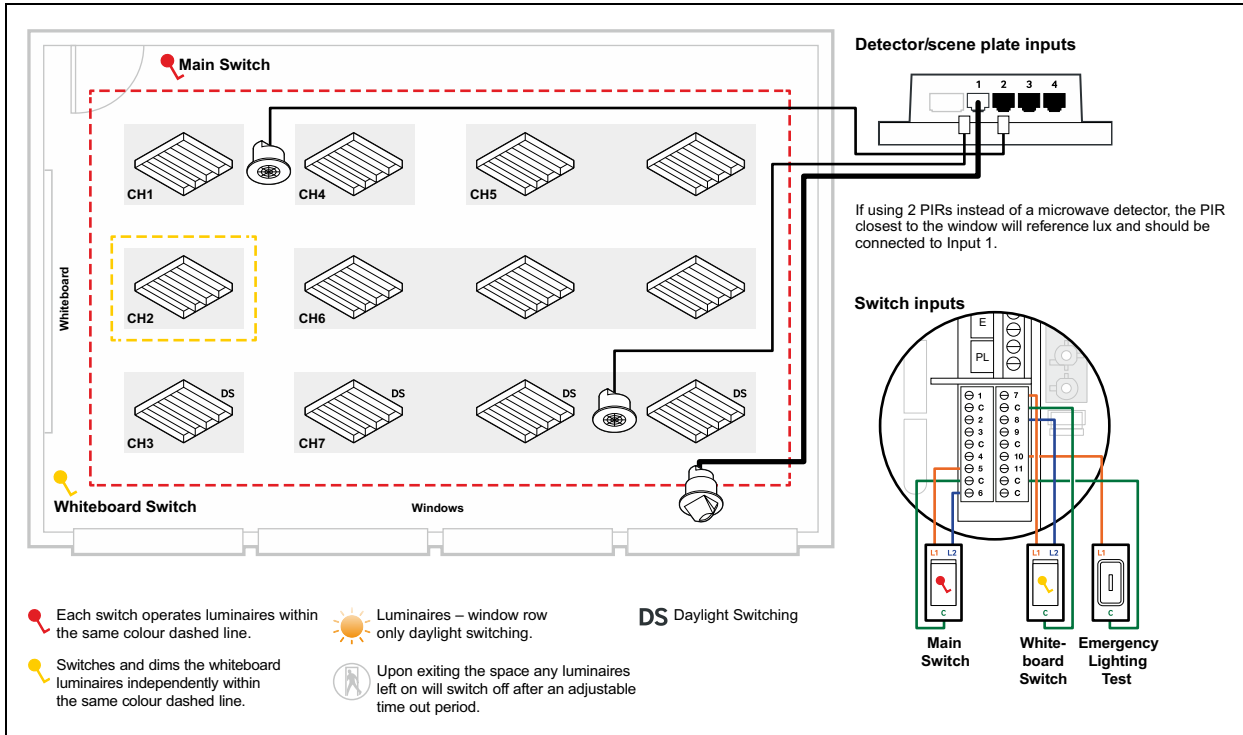 Main Switch
CH1
CH4
CH5
CH2
CH6
DS
DS
DS
DS
CH3
CH7
Whiteboard
Whiteboard Switch
Windows
Detector/scene plate inputs
1
2
3
4
If using 2 PIRs instead of a microwave detector, the PIR
closest to the window will reference lux and should be
connected to Input 1.
Switch inputs
E
PL
1
C
2
3
C
4
5
C
6
7
C
8
9
C
10
11
C
C
L1 L2
C
Main
Switch
L1 L2
C
White-
board
Switch
L1
C
Emergency
Lighting
Test
Each switch operates luminaires within
the same colour dashed line.
Switches and dims the whiteboard
luminaires independently within
the same colour dashed line.
Luminaires – window row
only daylight switching.
Upon exiting the space any luminaires
left on will switch off after an adjustable
time out period.
DS Daylight Switching